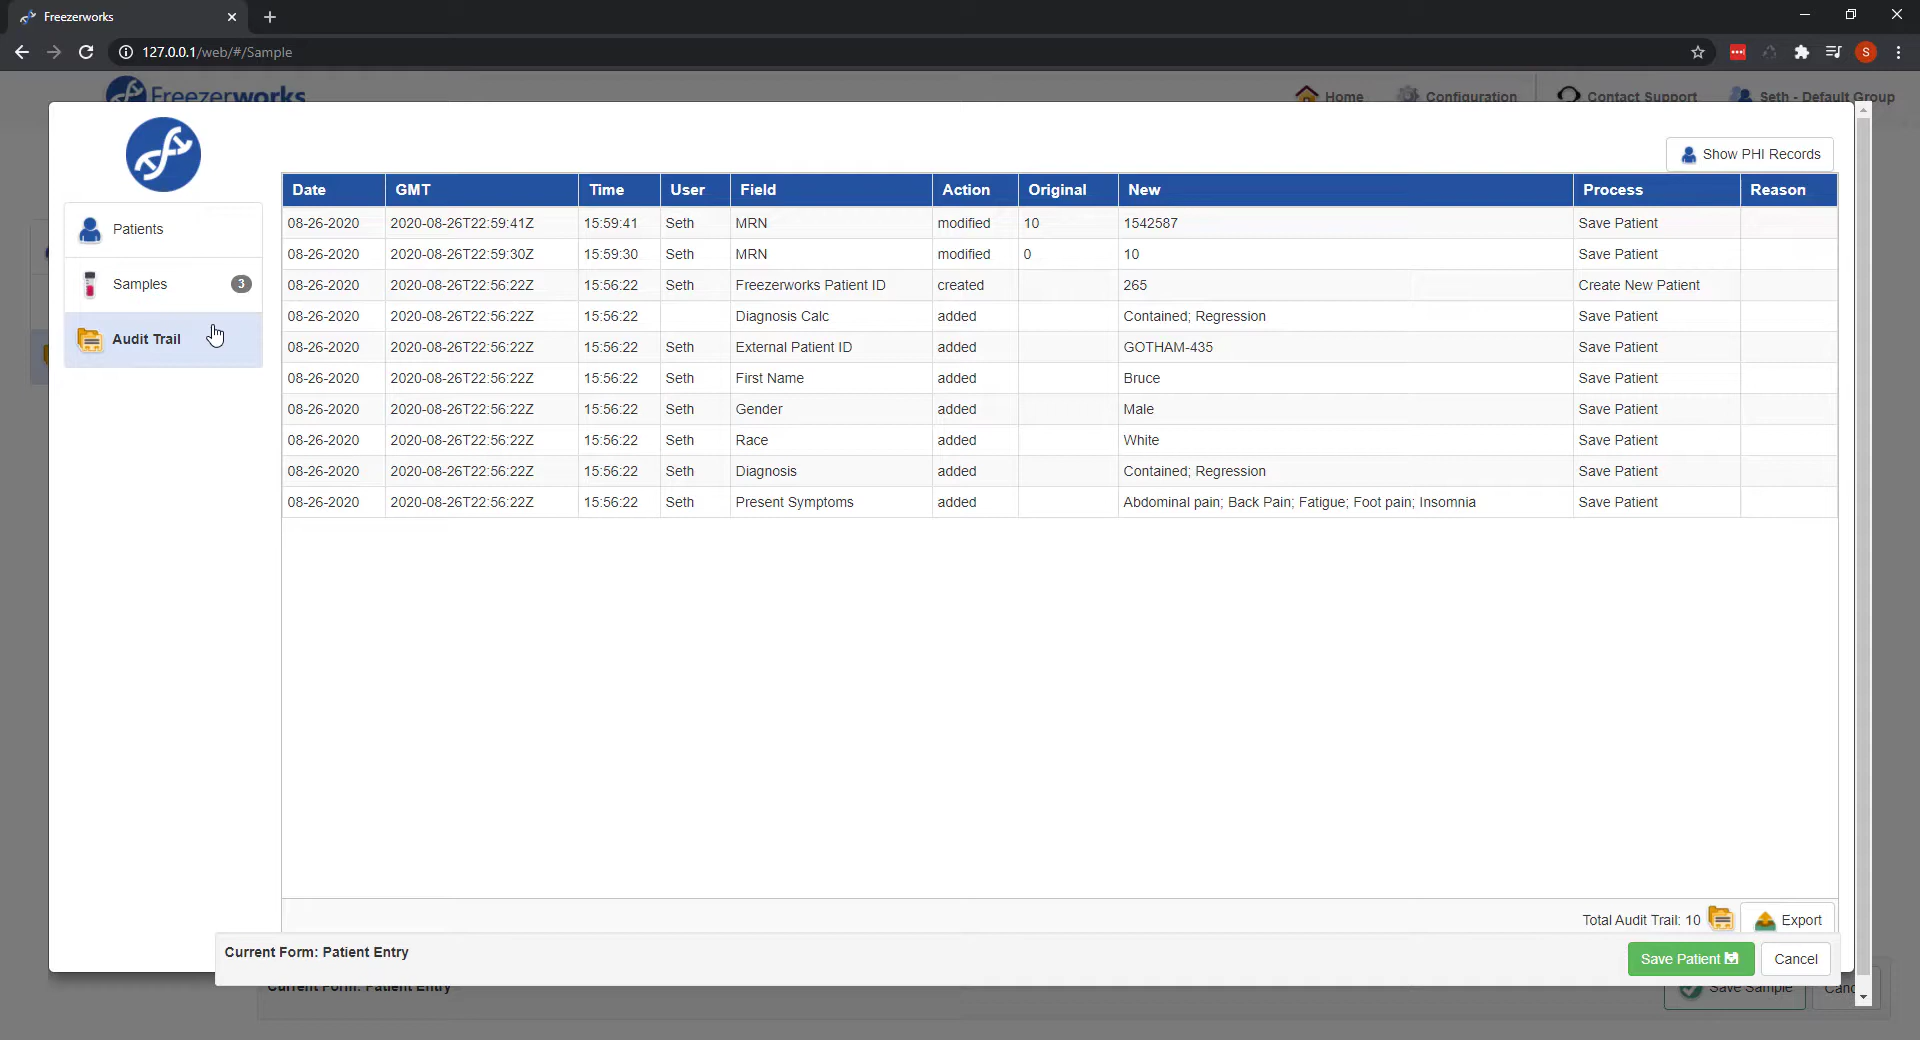 Freezerworks
127.0.0.1/web/#/Sample
S
Freezerworks
Home Configuration Contact Support Seth - Default Group
Show PHI Records
Patients
Samples 3
Audit Trail
Date GMT Time User Field Action Original New Process Reason
08-26-2020 2020-08-26T22:59:41Z 15:59:41 Seth MRN modified 10 1542587 Save Patient
08-26-2020 2020-08-26T22:59:30Z 15:59:30 Seth MRN modified 0 10 Save Patient
08-26-2020 2020-08-26T22:56:22Z 15:56:22 Seth Freezerworks Patient ID created 265 Create New Patient
08-26-2020 2020-08-26T22:56:22Z 15:56:22 Diagnosis Calc added Contained; Regression Save Patient
08-26-2020 2020-08-26T22:56:22Z 15:56:22 Seth External Patient ID added GOTHAM-435 Save Patient
08-26-2020 2020-08-26T22:56:22Z 15:56:22 Seth First Name added Bruce Save Patient
08-26-2020 2020-08-26T22:56:22Z 15:56:22 Seth Gender added Male Save Patient
08-26-2020 2020-08-26T22:56:22Z 15:56:22 Seth Race added White Save Patient
08-26-2020 2020-08-26T22:56:22Z 15:56:22 Seth Diagnosis added Contained; Regression Save Patient
08-26-2020 2020-08-26T22:56:22Z 15:56:22 Seth Present Symptoms added Abdominal pain; Back Pain; Fatigue; Foot pain; Insomnia Save Patient
Total Audit Trail: 10 Export
Current Form: Patient Entry
Save Patient Cancel
Current Form: Patient Entry
Save Sample Canc